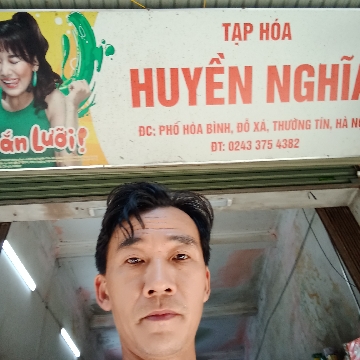 TẠP HÓA
HUYỀN NGHĨA
ĐC: PHỐ HÒA BÌNH, ĐỖ XÁ, THƯỜNG TÍN, HÀ
ĐT: 0243 375 4382
Lưỡi!